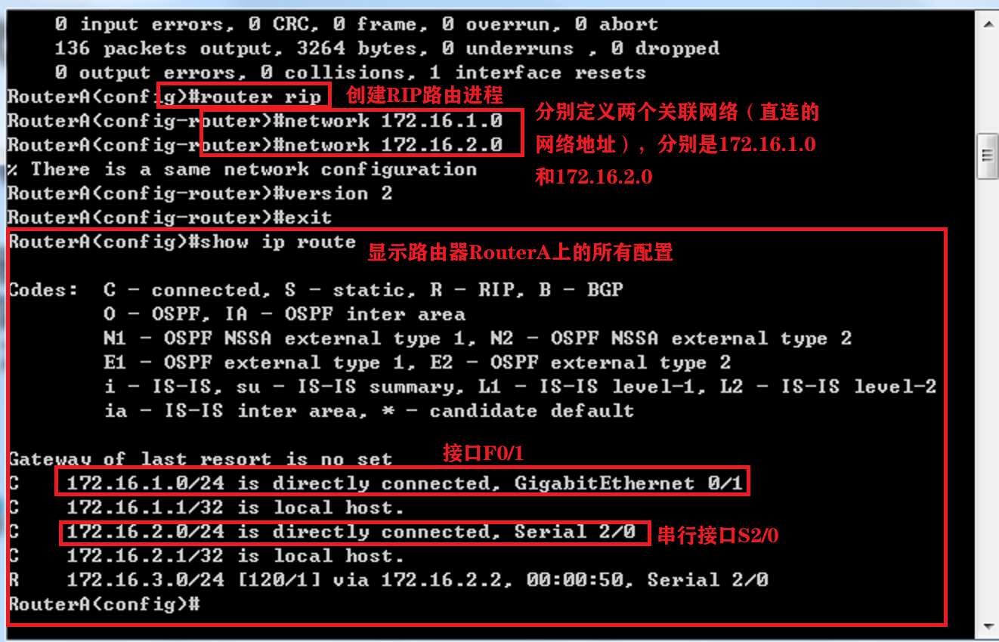 0 input errors, 0 CRC, 0 frame, 0 overrun, 0 abort
136 packets output, 3264 bytes, 0 underruns , 0 dropped
0 output errors, 0 collisions, 1 interface resets
RouterA(config)#router rip
创建RIP路由进程
RouterA(config-router)#network 172.16.1.0
RouterA(config-router)#network 172.16.2.0
分别定义两个关联网络（直连的
网络地址），分别是172.16.1.0
和172.16.2.0
% There is a same network configuration
RouterA(config-router)#version 2
RouterA(config-router)#exit
RouterA(config)#show ip route
显示路由器RouterA上的所有配置
Codes:  C - connected, S - static, R - RIP, B - BGP
O - OSPF, IA - OSPF inter area
N1 - OSPF NSSA external type 1, N2 - OSPF NSSA external type 2
E1 - OSPF external type 1, E2 - OSPF external type 2
i - IS-IS, su - IS-IS summary, L1 - IS-IS level-1, L2 - IS-IS level-2
ia - IS-IS inter area, * - candidate default
Gateway of last resort is no set
接口F0/1
C    172.16.1.0/24 is directly connected, GigabitEthernet 0/1
C    172.16.1.1/32 is local host.
C    172.16.2.0/24 is directly connected, Serial 2/0
串行接口S2/0
C    172.16.2.1/32 is local host.
R    172.16.3.0/24 [120/1] via 172.16.2.2, 00:00:50, Serial 2/0
RouterA(config)#